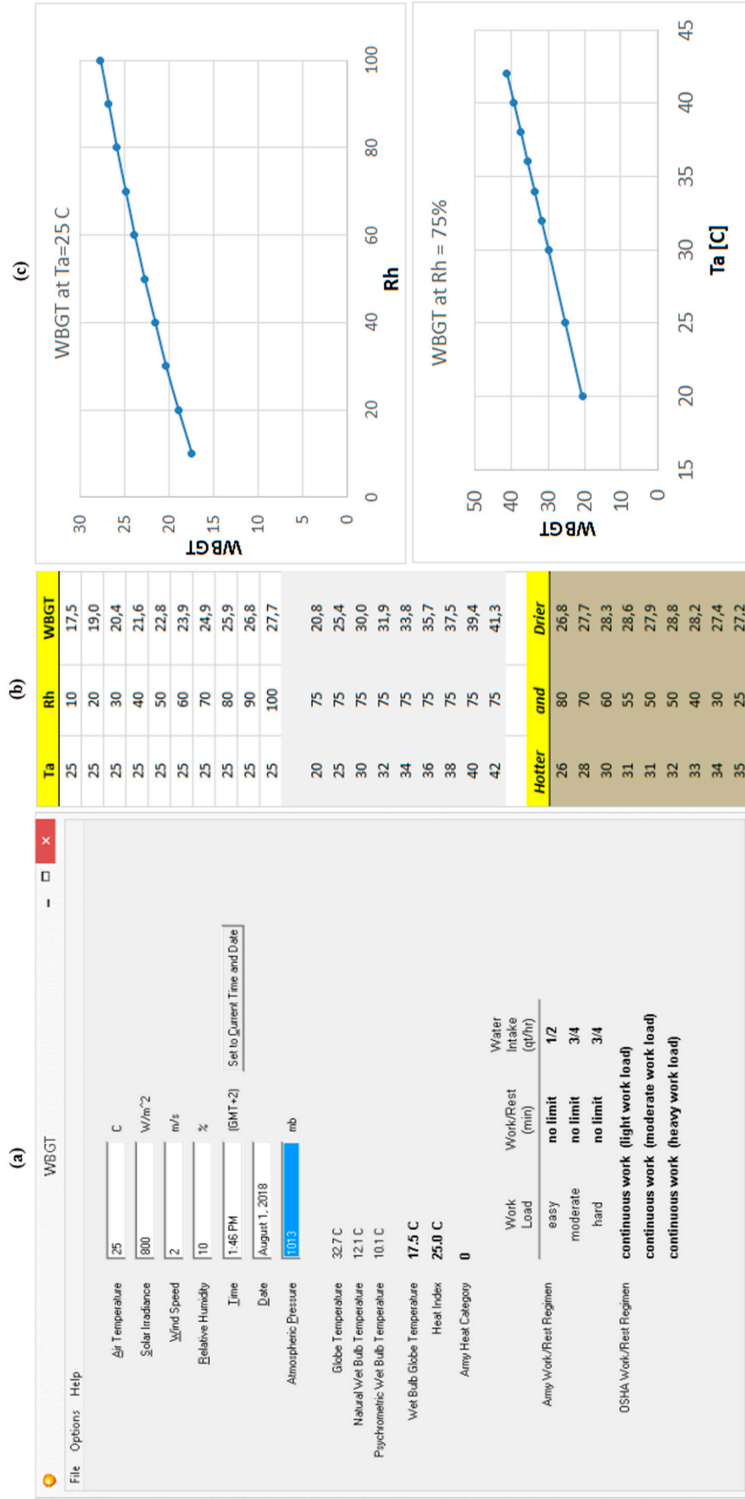 (a)
WBGT
File Options Help
Air Temperature 25 C
Solar Irradiance 800 W/m^2
Wind Speed 2 m/s
Relative Humidity 10 %
Time 1:46 PM (GMT+2) Set to Current Time and Date
Date August 1, 2018
Atmospheric Pressure 1013 mb
Globe Temperature 32.7 C
Natural Wet Bulb Temperature 12.1 C
Psychrometric Wet Bulb Temperature 10.1 C
Wet Bulb Globe Temperature 17.5 C
Heat Index 25.0 C
Army Heat Category 0
Work Load Work/Rest (min) Water Intake (qt/hr)
Army Work/Rest Regimen easy no limit 1/2
moderate no limit 3/4
hard no limit 3/4
OSHA Work/Rest Regimen continuous work (light work load)
continuous work (moderate work load)
continuous work (heavy work load)
(b)
Ta Rh WBGT
25 10 17,5
25 20 19,0
25 30 20,4
25 40 21,6
25 50 22,8
25 60 23,9
25 70 24,9
25 80 25,9
25 90 26,8
25 100 27,7
20 75 20,8
25 75 25,4
30 75 30,0
32 75 31,9
34 75 33,8
36 75 35,7
38 75 37,5
40 75 39,4
42 75 41,3
Hotter and Drier
26 80 26,8
28 70 27,7
30 60 28,3
31 55 28,6
31 50 27,9
32 50 28,8
33 40 28,2
34 30 27,4
35 25 27,2
(c)
WBGT at Ta=25 C
WBGT
30
25
20
15
10
5
0
0 20 40 60 80 100
Rh
WBGT at Rh = 75%
WBGT
50
40
30
20
10
0
15 20 25 30 35 40 45
Ta [C]